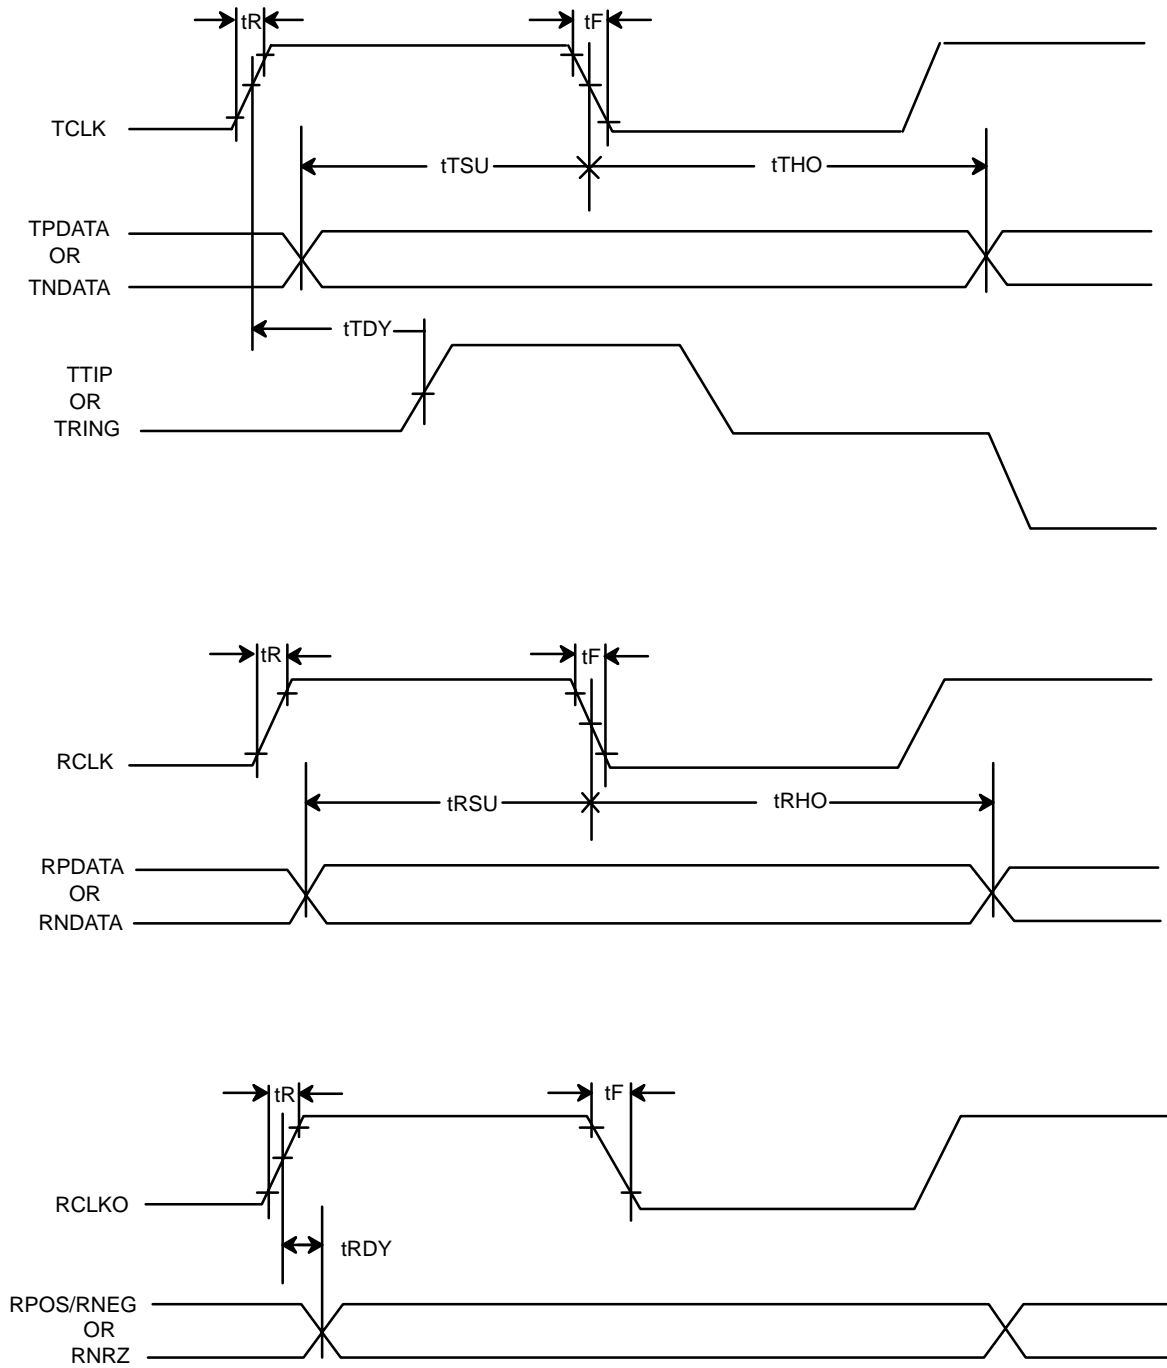 tR
tF
TCLK
tTSU
tTHO
TPDATA
OR
TNDATA
tTDY
TTIP
OR
TRING
tR
tF
RCLK
tRSU
tRHO
RPDATA
OR
RNDATA
tR
tF
RCLKO
tRDY
RPOS/RNEG
OR
RNRZ